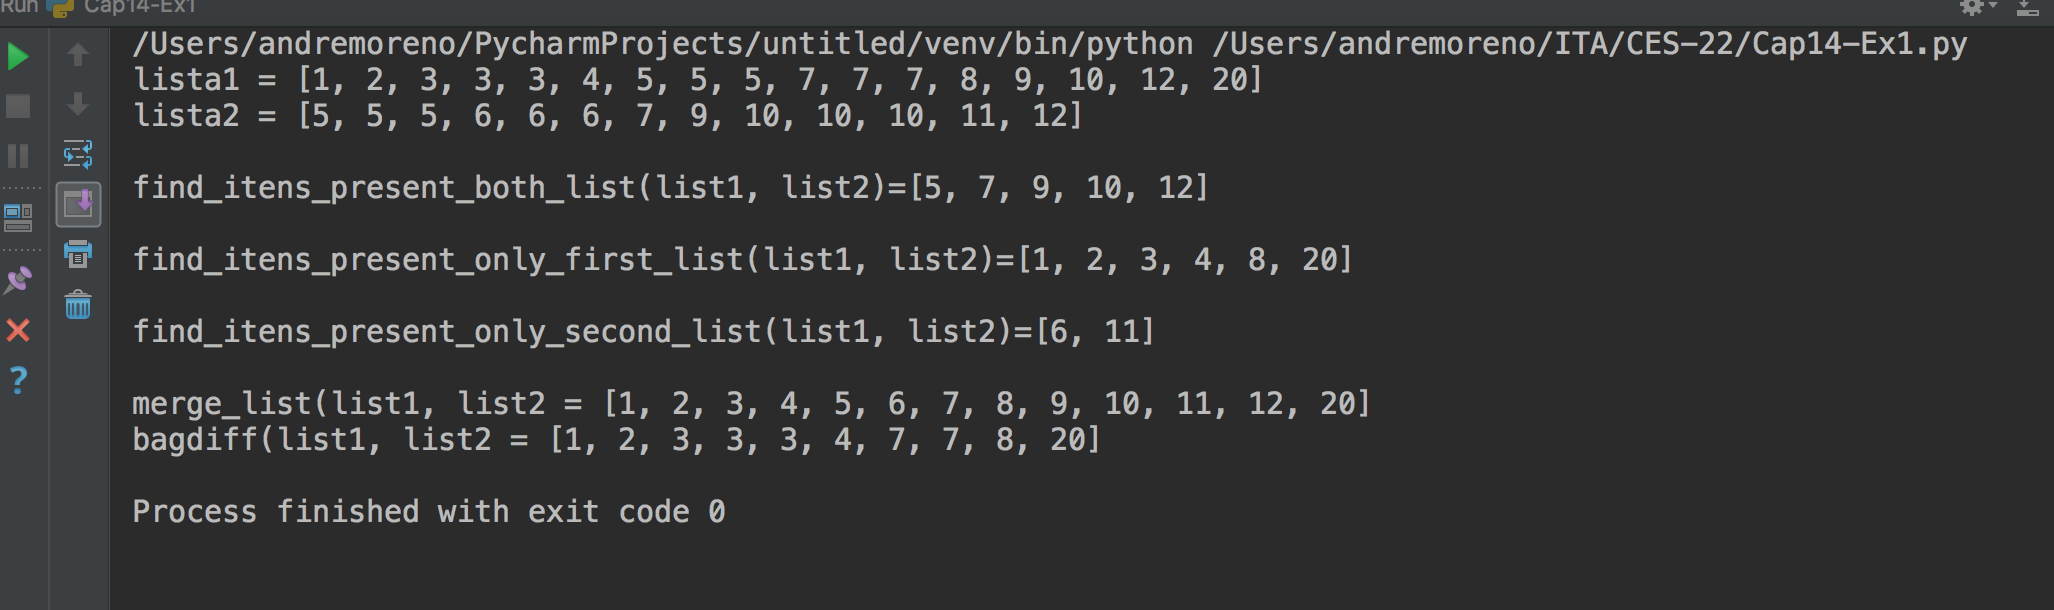 Run Cap14-Ex1
/Users/andremoreno/PycharmProjects/untitled/venv/bin/python /Users/andremoreno/ITA/CES-22/Cap14-Ex1.py
lista1 = [1, 2, 3, 3, 3, 4, 5, 5, 5, 7, 7, 7, 8, 9, 10, 12, 20]
lista2 = [5, 5, 5, 6, 6, 6, 7, 9, 10, 10, 10, 11, 12]
find_itens_present_both_list(list1, list2)=[5, 7, 9, 10, 12]
find_itens_present_only_first_list(list1, list2)=[1, 2, 3, 4, 8, 20]
find_itens_present_only_second_list(list1, list2)=[6, 11]
merge_list(list1, list2 = [1, 2, 3, 4, 5, 6, 7, 8, 9, 10, 11, 12, 20]
bagdiff(list1, list2 = [1, 2, 3, 3, 3, 4, 7, 7, 8, 20]
Process finished with exit code 0